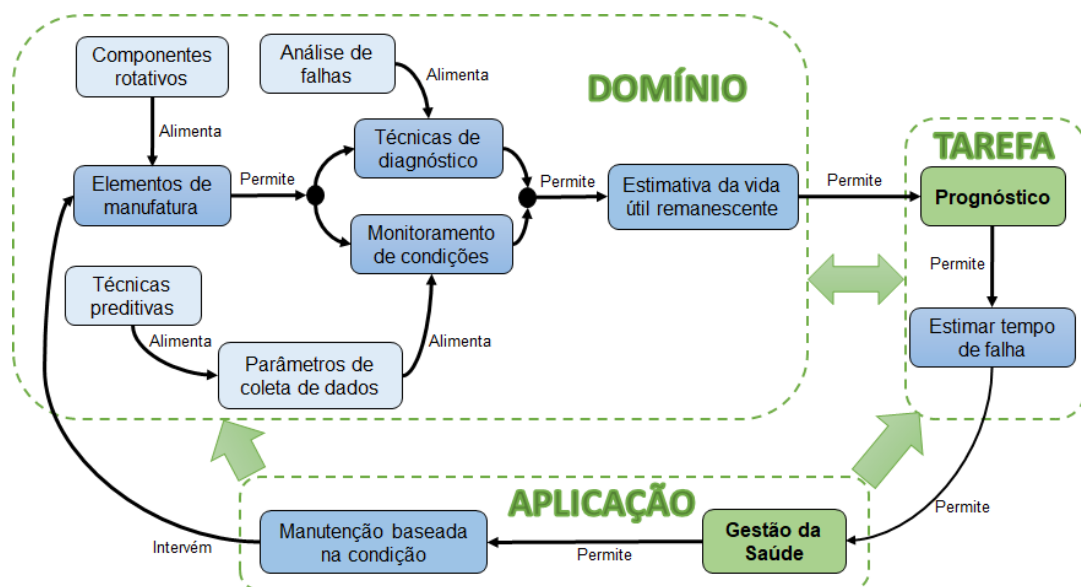 DOMÍNIO
Componentes
rotativos
Alimenta
Análise de
falhas
Alimenta
Elementos de
manufatura
Permite
Técnicas de
diagnóstico
Monitoramento
de condições
Permite
Estimativa da vida
útil remanescente
Permite
Técnicas
preditivas
Alimenta
Parâmetros de
coleta de dados
Alimenta
TAREFA
Prognóstico
Permite
Estimar tempo
de falha
Permite
APLICAÇÃO
Gestão da
Saúde
Permite
Manutenção baseada
na condição
Intervém